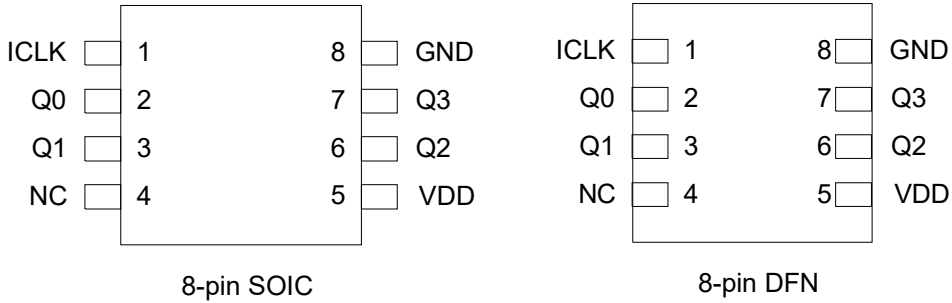 ICLK 1 8 GND
Q0 2 7 Q3
Q1 3 6 Q2
NC 4 5 VDD
8-pin SOIC
ICLK 1 8 GND
Q0 2 7 Q3
Q1 3 6 Q2
NC 4 5 VDD
8-pin DFN